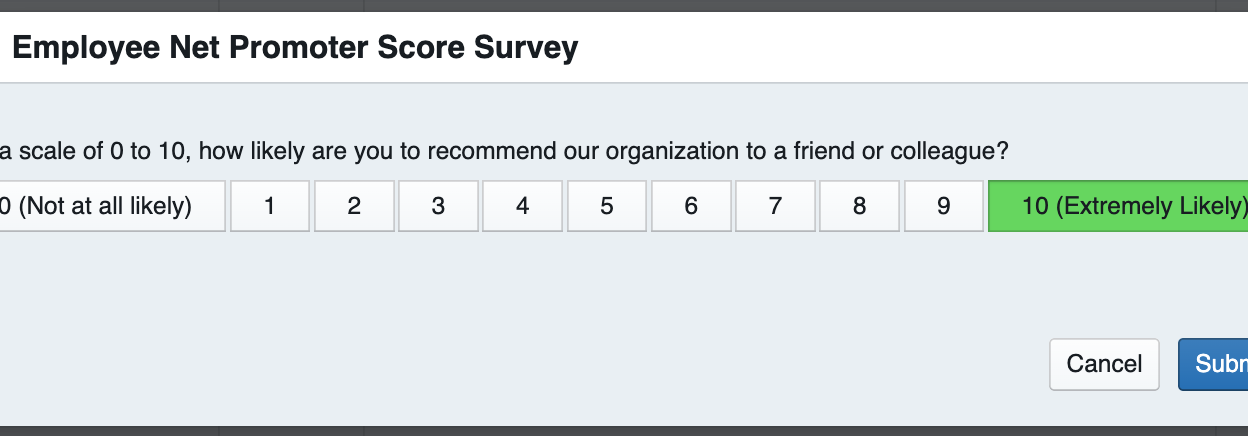 Employee Net Promoter Score Survey
a scale of 0 to 10, how likely are you to recommend our organization to a friend or colleague?
0 (Not at all likely) 1 2 3 4 5 6 7 8 9 10 (Extremely Likely)
Cancel